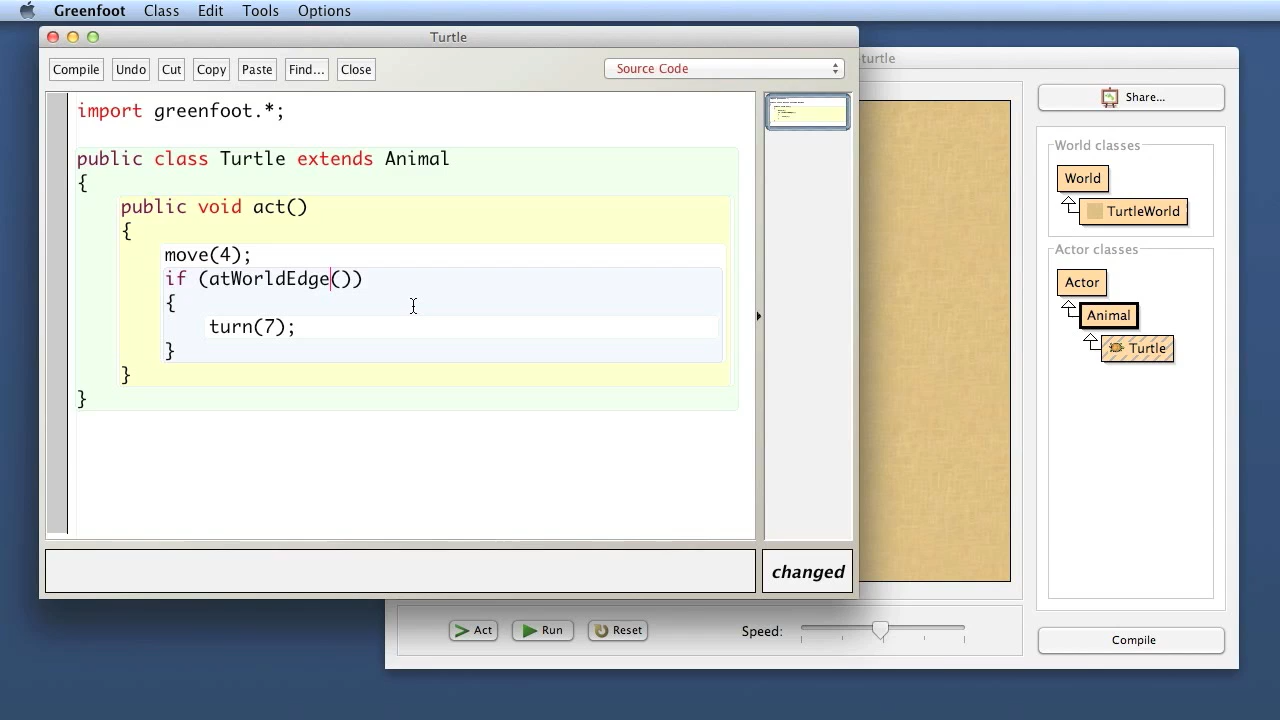 Greenfoot Class Edit Tools Options
Turtle
Compile Undo Cut Copy Paste Find... Close Source Code
import greenfoot.*;
public class Turtle extends Animal
{
public void act()
{
move(4);
if (atWorldEdge())
{
turn(7);
}
}
}
changed
turtle
Share...
World classes
World
TurtleWorld
Actor classes
Actor
Animal
Turtle
Act Run Reset Speed:
Compile